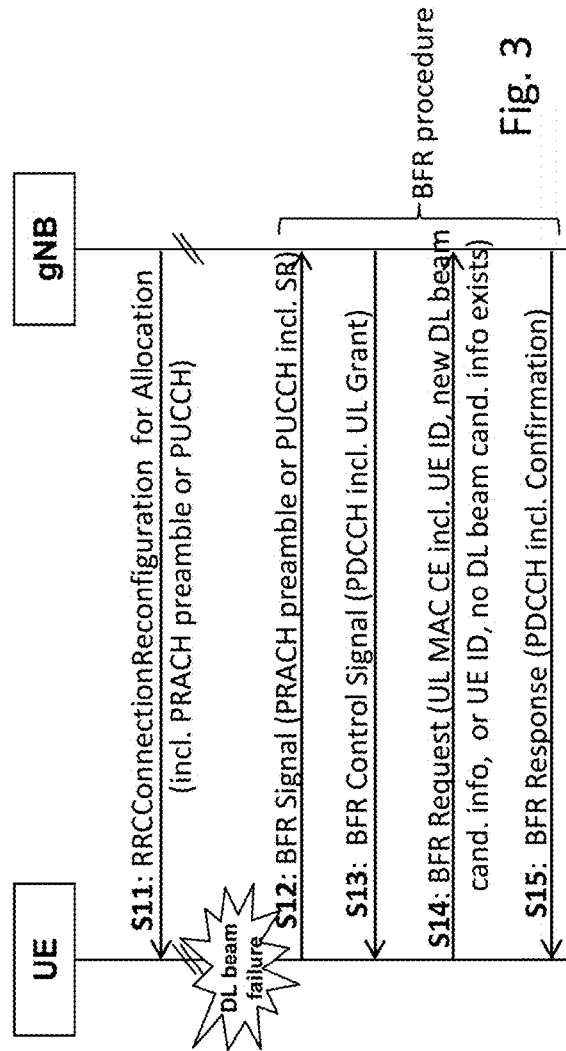 UE
gNB
S11: RRCConnectionReconfiguration for Allocation
(incl. PRACH preamble or PUCCH)
DL beam
failure
S12: BFR Signal (PRACH preamble or PUCCH incl. SR)
S13: BFR Control Signal (PDCCH incl. UL Grant)
S14: BFR Request (UL MAC CE incl. UE ID, new DL beam
cand. info, or UE ID, no DL beam cand. info exists)
S15: BFR Response (PDCCH incl. Confirmation)
BFR procedure
Fig. 3